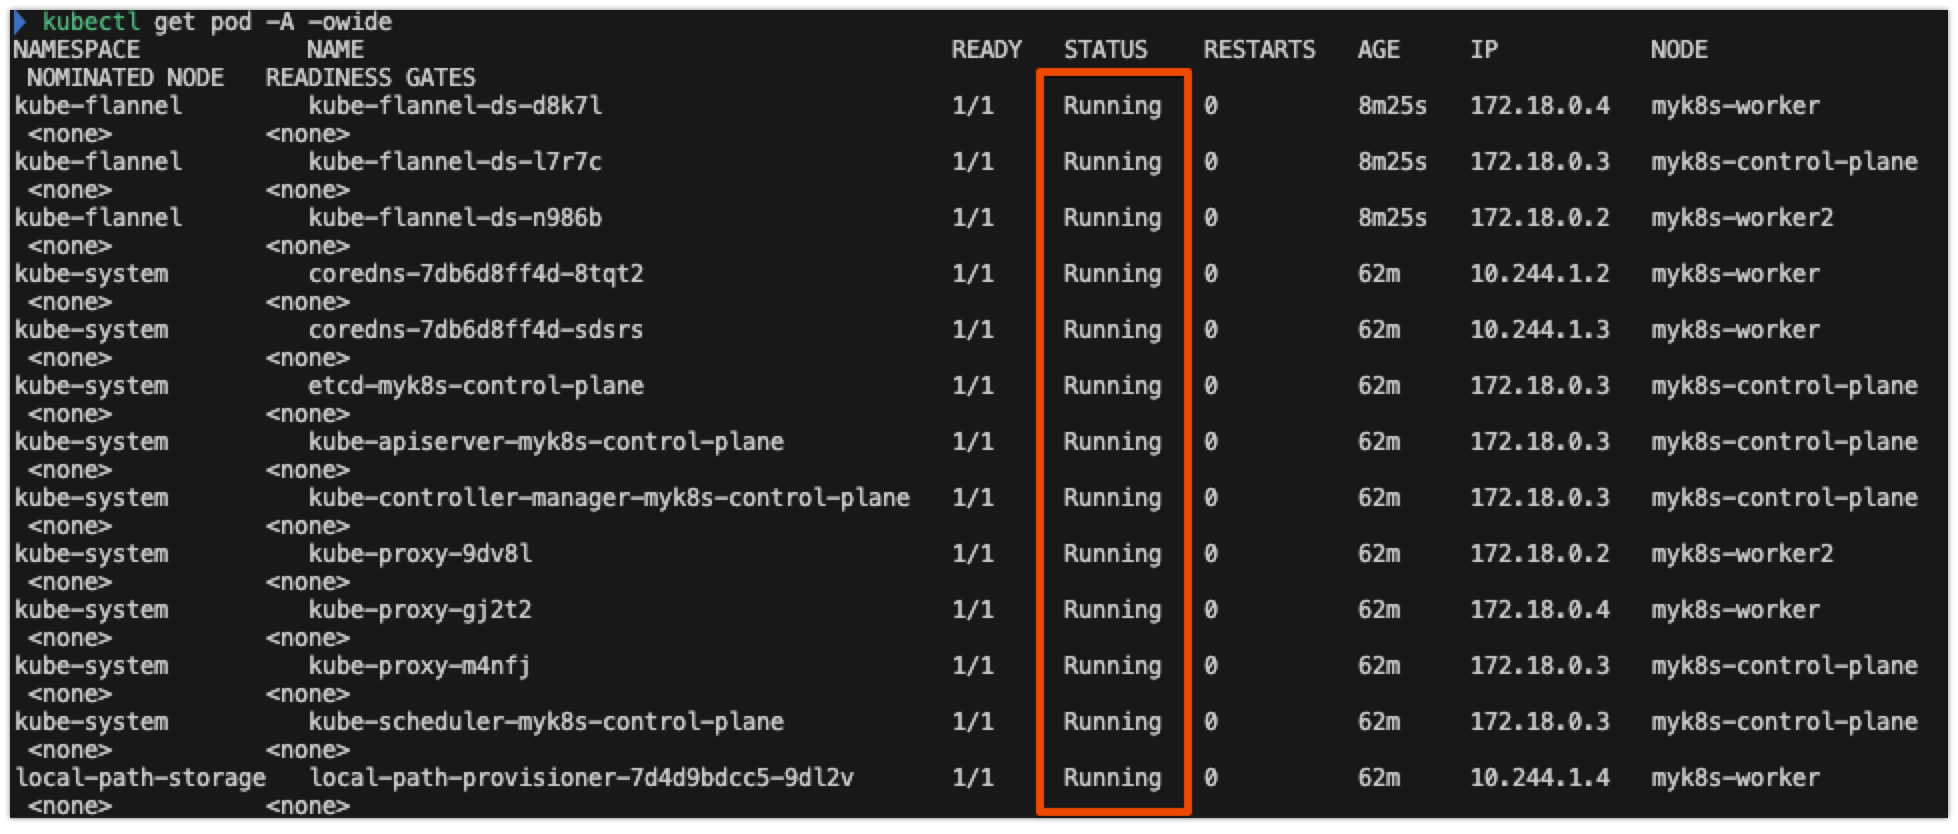 kubectl get pod -A -owide
NAMESPACE            NAME                                         READY   STATUS    RESTARTS   AGE     IP           NODE
 NOMINATED NODE   READINESS GATES
kube-flannel         kube-flannel-ds-d8k7l                        1/1     Running   0          8m25s   172.18.0.4   myk8s-worker
 <none>           <none>
kube-flannel         kube-flannel-ds-l7r7c                        1/1     Running   0          8m25s   172.18.0.3   myk8s-control-plane
 <none>           <none>
kube-flannel         kube-flannel-ds-n986b                        1/1     Running   0          8m25s   172.18.0.2   myk8s-worker2
 <none>           <none>
kube-system          coredns-7db6d8ff4d-8tqt2                     1/1     Running   0          62m     10.244.1.2   myk8s-worker
 <none>           <none>
kube-system          coredns-7db6d8ff4d-sdsrs                     1/1     Running   0          62m     10.244.1.3   myk8s-worker
 <none>           <none>
kube-system          etcd-myk8s-control-plane                     1/1     Running   0          62m     172.18.0.3   myk8s-control-plane
 <none>           <none>
kube-system          kube-apiserver-myk8s-control-plane           1/1     Running   0          62m     172.18.0.3   myk8s-control-plane
 <none>           <none>
kube-system          kube-controller-manager-myk8s-control-plane   1/1     Running   0          62m     172.18.0.3   myk8s-control-plane
 <none>           <none>
kube-system          kube-proxy-9dv8l                             1/1     Running   0          62m     172.18.0.2   myk8s-worker2
 <none>           <none>
kube-system          kube-proxy-gj2t2                             1/1     Running   0          62m     172.18.0.4   myk8s-worker
 <none>           <none>
kube-system          kube-proxy-m4nfj                             1/1     Running   0          62m     172.18.0.3   myk8s-control-plane
 <none>           <none>
kube-system          kube-scheduler-myk8s-control-plane           1/1     Running   0          62m     172.18.0.3   myk8s-control-plane
 <none>           <none>
local-path-storage   local-path-provisioner-7d4d9bdcc5-9dl2v      1/1     Running   0          62m     10.244.1.4   myk8s-worker
 <none>           <none>